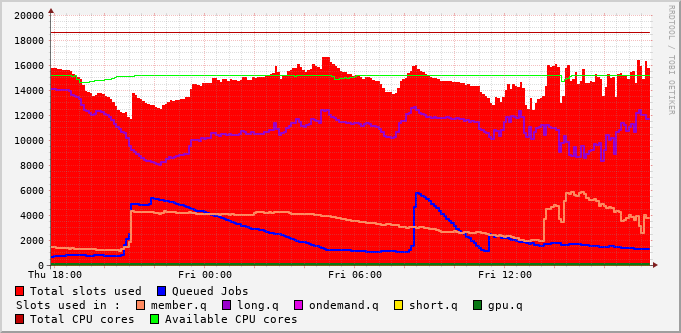 20000
18000
16000
14000
12000
10000
8000
6000
4000
2000
0
Thu 18:00 Fri 00:00 Fri 06:00 Fri 12:00
RRDTOOL / TOBI OETIKER
Total slots used Queued Jobs
Slots used in : member.q long.q ondemand.q short.q gpu.q
Total CPU cores Available CPU cores